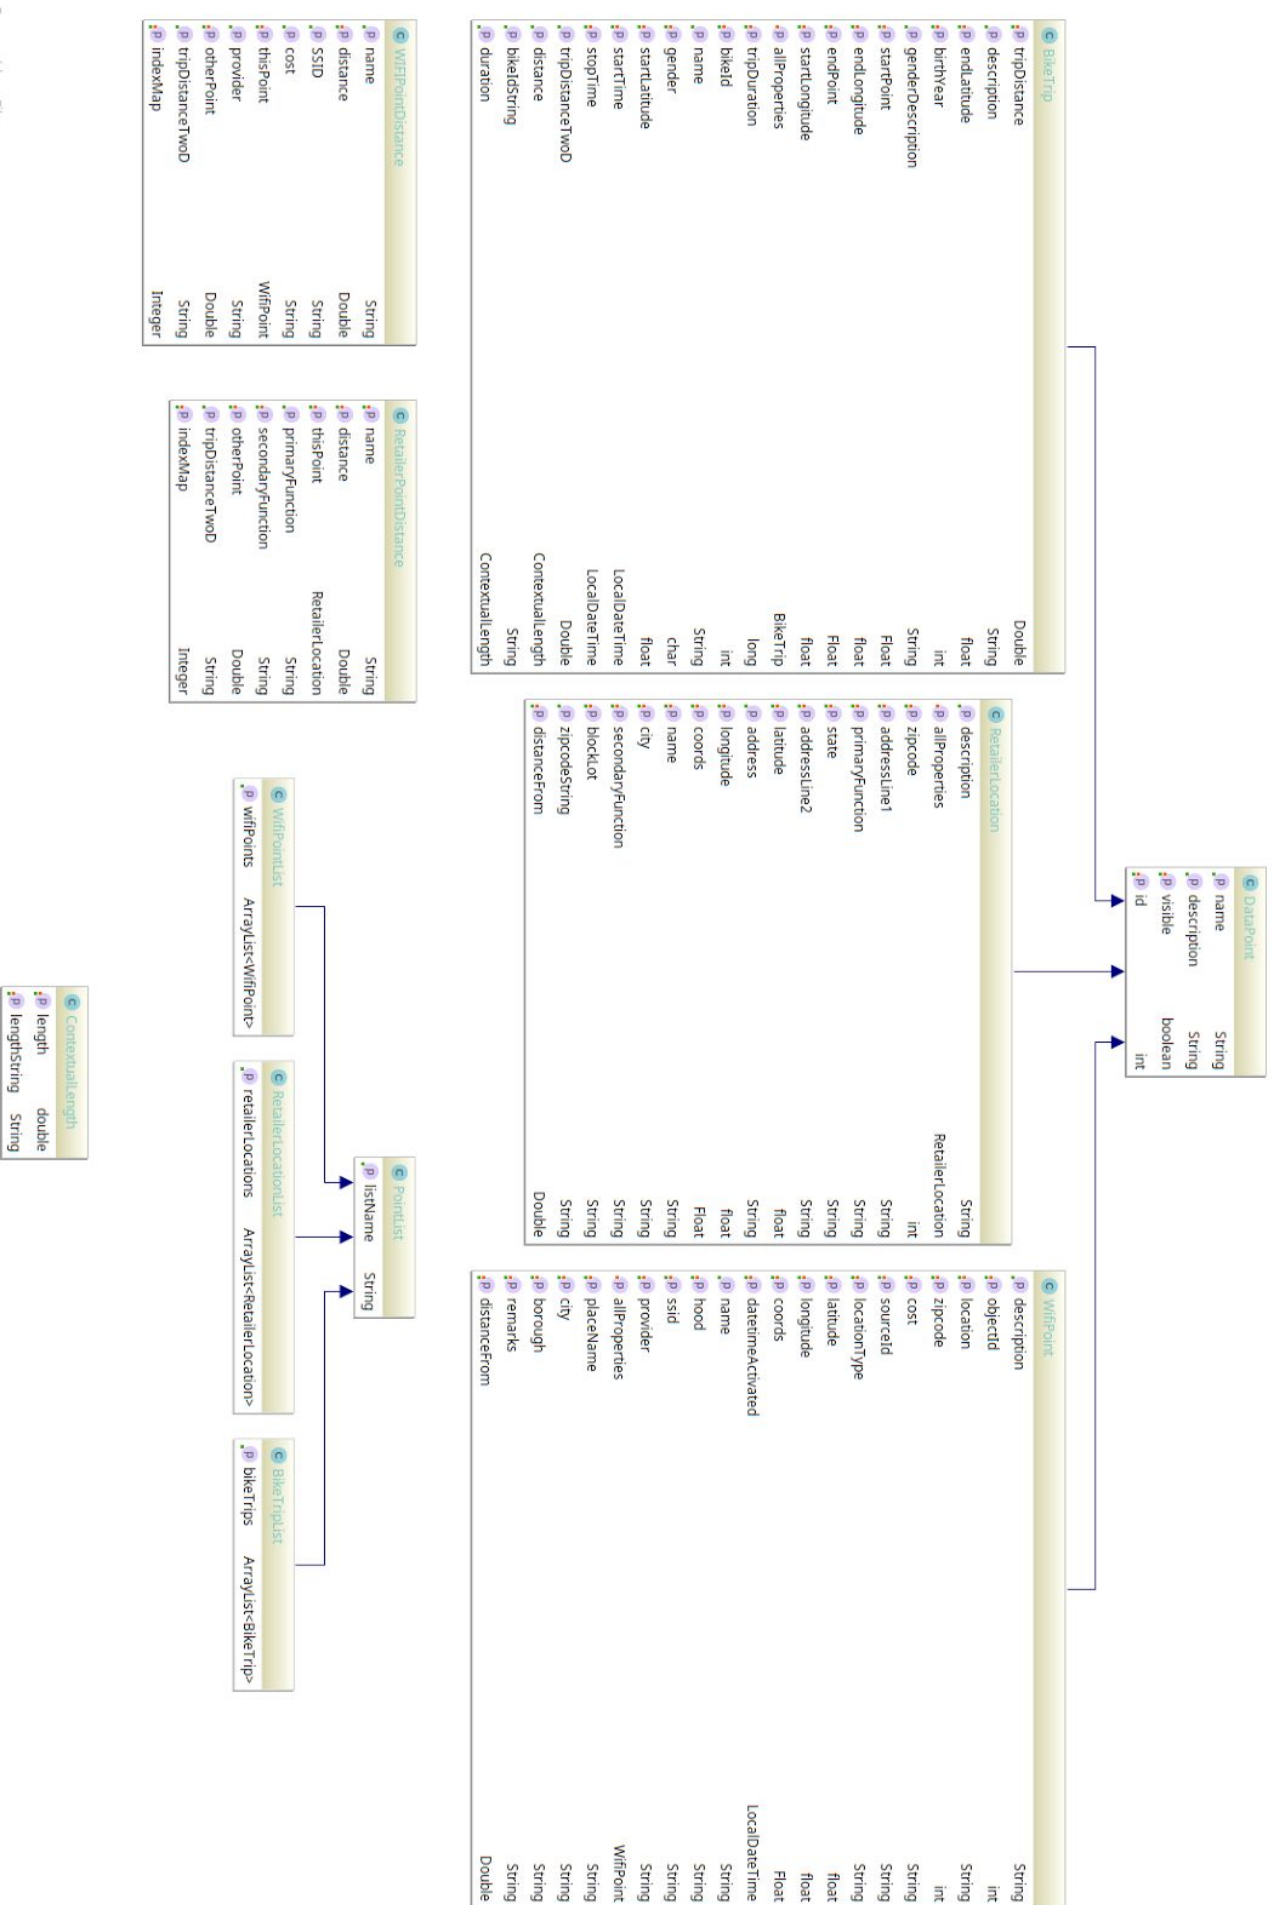 DataPoint
name String
description String
visible boolean
id int
BikeTrip
tripDistance Double
description String
endLatitude float
birthYear int
genderDescription String
startPoint Float
endLongitude float
endPoint Float
startLongitude float
allProperties BikeTrip
tripDuration long
bikeId int
name String
gender char
startLatitude float
startTime LocalDateTime
stopTime LocalDateTime
tripDistanceTwoD Double
distance ContextualLength
bikeIdString String
duration ContextualLength
RetailerLocation
description String
allProperties RetailerLocation
zipcode int
addressLine1 String
primaryFunction String
state String
addressLine2 String
latitude float
address String
longitude float
coords Float
name String
city String
secondaryFunction String
blockLot String
zipcodeString String
distanceFrom Double
WifiPoint
description String
objectId int
location String
zipcode int
cost String
sourceId String
locationType String
latitude float
longitude float
coords Float
datetimeActivated LocalDateTime
name String
hood String
ssid String
provider String
allProperties WifiPoint
placeName String
city String
borough String
remarks String
distanceFrom Double
WIFIPointDistance
name String
distance Double
SSID String
cost String
thisPoint WifiPoint
provider String
otherPoint Double
tripDistanceTwoD String
indexMap Integer
RetailerPointDistance
name String
distance Double
thisPoint RetailerLocation
primaryFunction String
secondaryFunction String
otherPoint Double
tripDistanceTwoD String
indexMap Integer
PointList
listName String
WifiPointList
wifiPoints ArrayList<WifiPoint>
RetailerLocationList
retailerLocations ArrayList<RetailerLocation>
BikeTripList
bikeTrips ArrayList<BikeTrip>
ContextualLength
length double
lengthString String